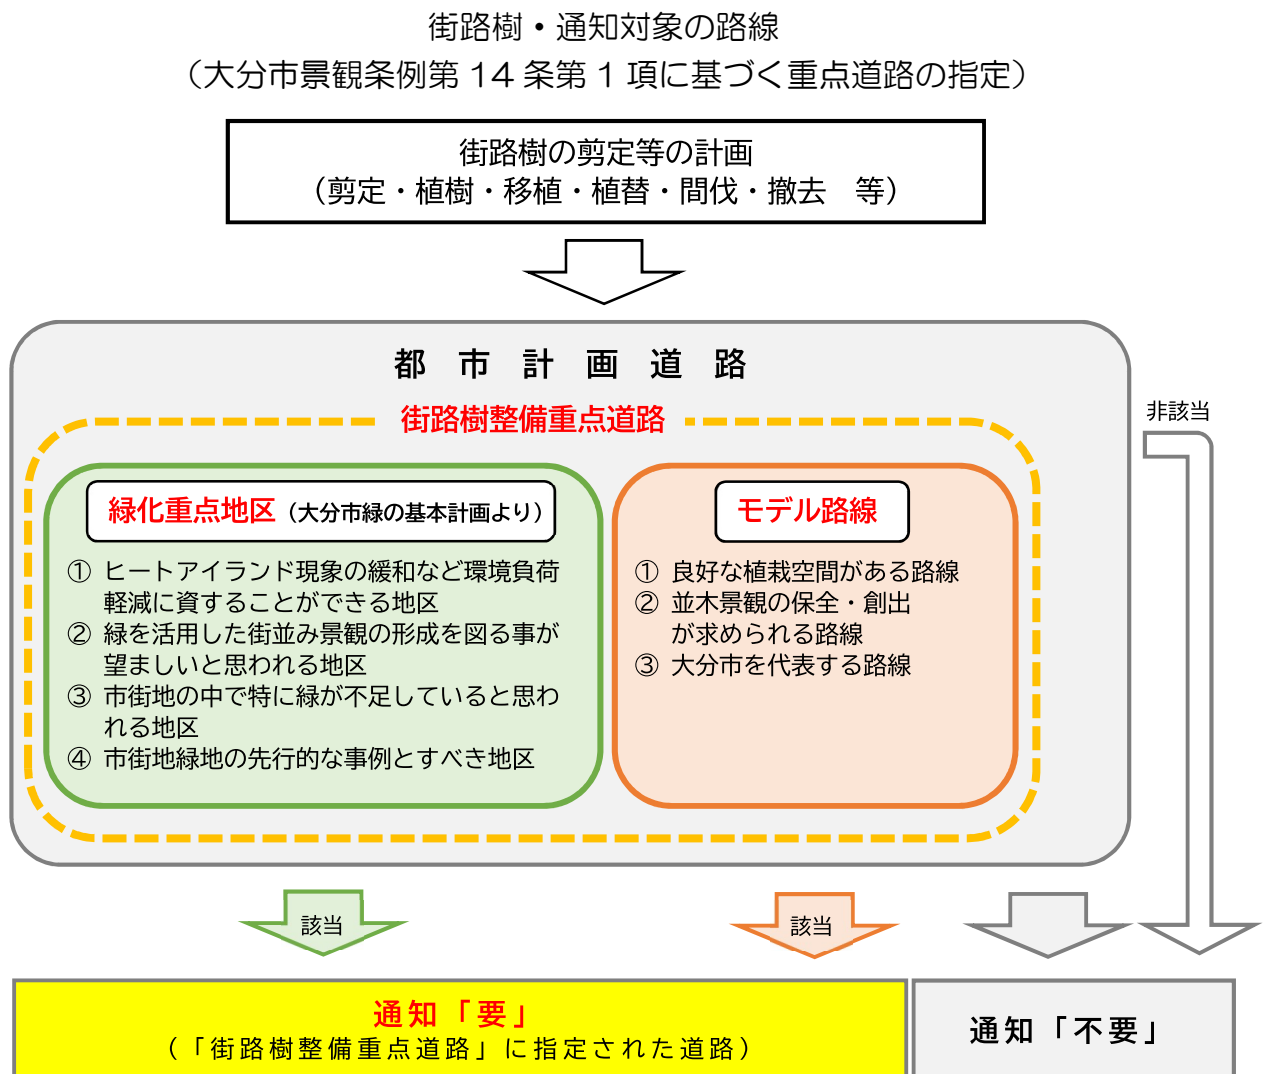 街路樹・通知対象の路線
（大分市景観条例第 14 条第 1 項に基づく重点道路の指定）
街路樹の剪定等の計画
（剪定・植樹・移植・植替・間伐・撤去　等）
都　市　計　画　道　路
非該当
街路樹整備重点道路
緑化重点地区（大分市緑の基本計画より）
① ヒートアイランド現象の緩和など環境負荷
軽減に資することができる地区
② 緑を活用した街並み景観の形成を図る事が
望ましいと思われる地区
③ 市街地の中で特に緑が不足していると思わ
れる地区
④ 市街地緑地の先行的な事例とすべき地区
モデル路線
① 良好な植栽空間がある路線
② 並木景観の保全・創出
が求められる路線
③ 大分市を代表する路線
該当
該当
通知「要」
（「街路樹整備重点道路」に指定された道路）
通知「不要」